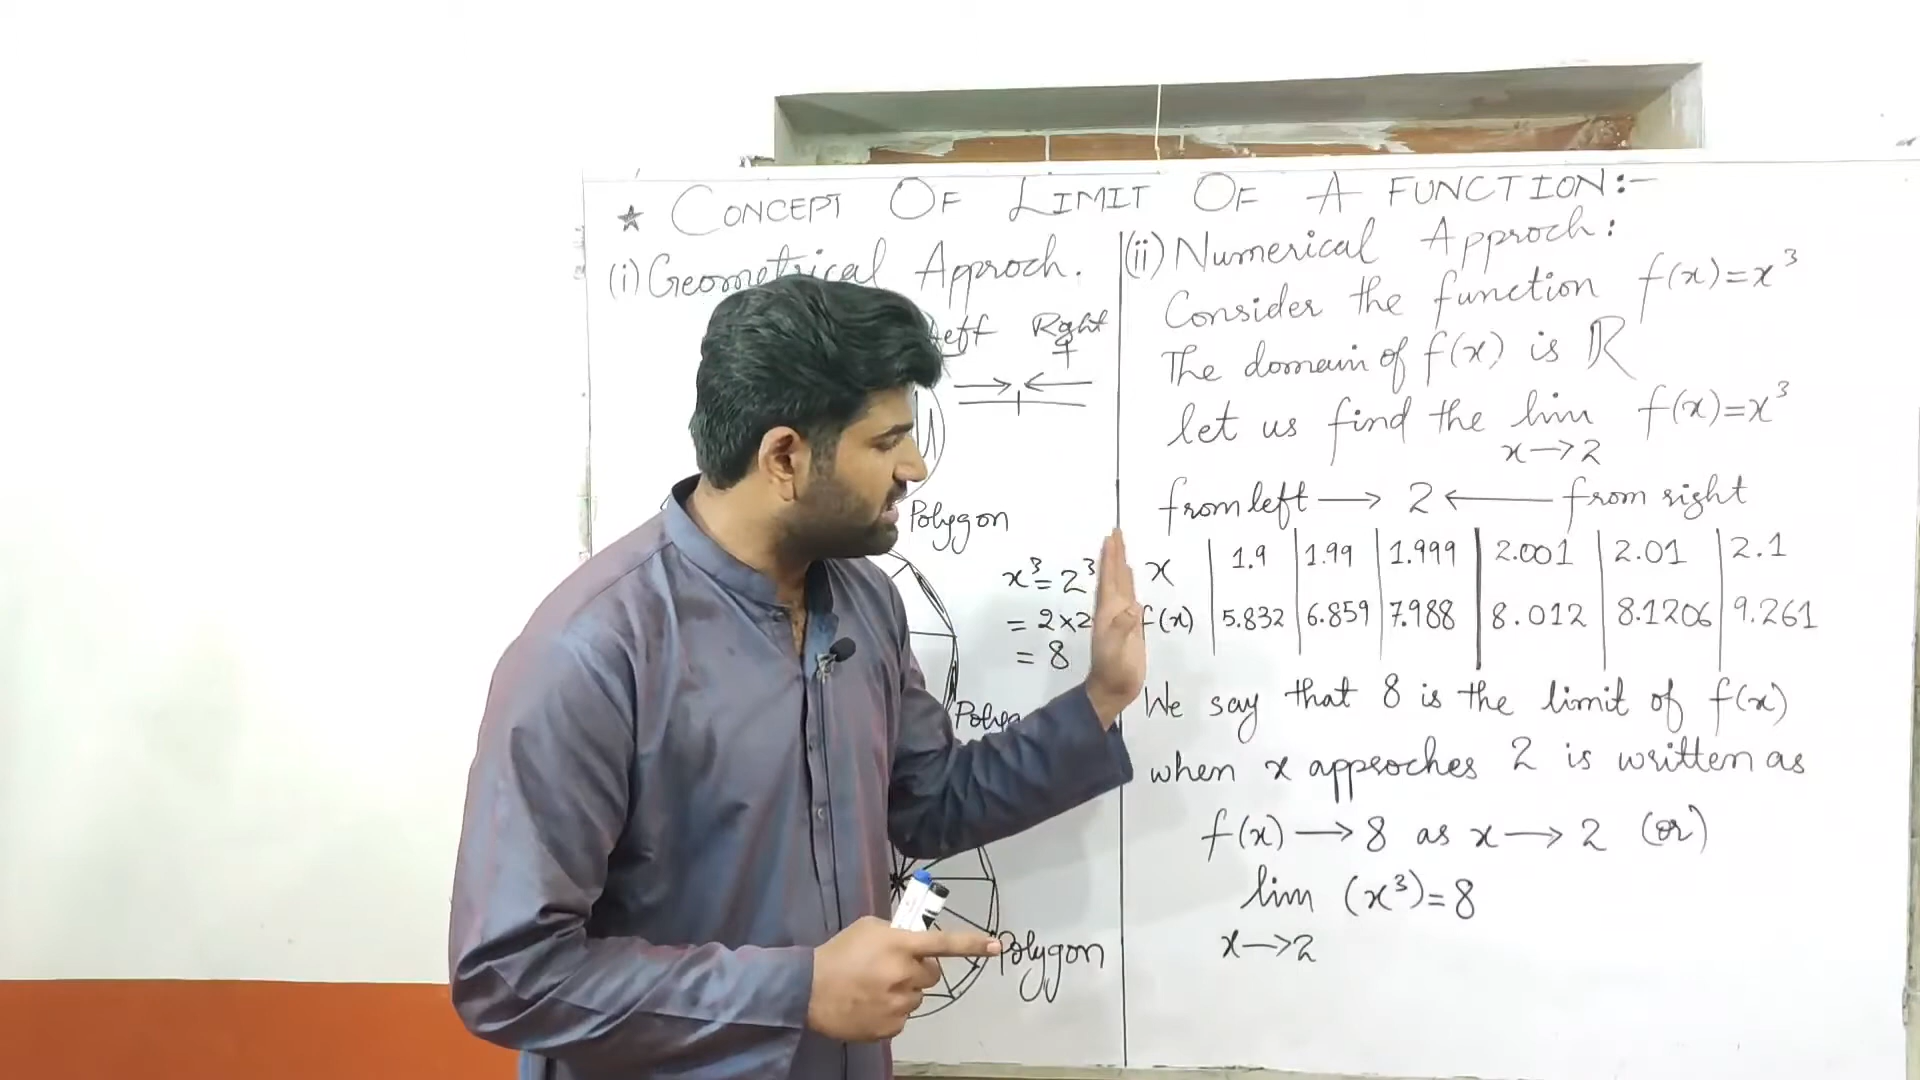 ★ CONCEPT OF LIMIT OF A FUNCTION:-
(i) Geometrical Approch.
Right
+
Polygon
x³=2³
= 2×2
= 8
Polygon
(ii) Numerical Approch:
Consider the function f(x)=x³
The domain of f(x) is ℝ
let us find the lim f(x)=x³
x→2
from left → 2 ← from right
x | 1.9 | 1.99 | 1.999 | 2.001 | 2.01 | 2.1
f(x) | 5.832 | 6.859 | 7.988 | 8.012 | 8.1206 | 9.261
We say that 8 is the limit of f(x)
when x approches 2 is written as
f(x) → 8 as x → 2 (or)
lim (x³)=8
x→2